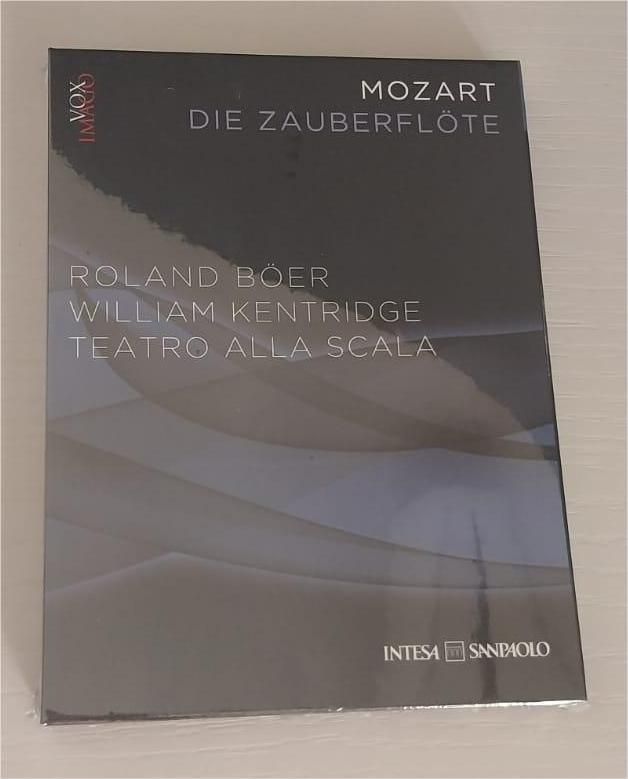 VOX
IMAGO
MOZART
DIE ZAUBERFLÖTE
ROLAND BÖER
WILLIAM KENTRIDGE
TEATRO ALLA SCALA
INTESA SANPAOLO